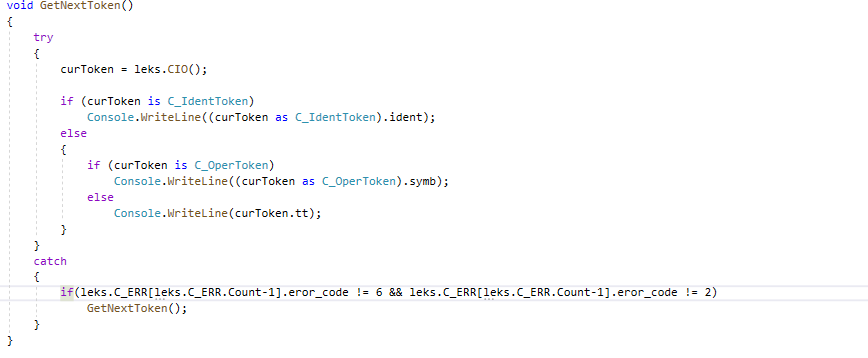 void GetNextToken()
{
try
{
curToken = leks.CIO();
if (curToken is C_IdentToken)
Console.WriteLine((curToken as C_IdentToken).ident);
else
{
if (curToken is C_OperToken)
Console.WriteLine((curToken as C_OperToken).symb);
else
Console.WriteLine(curToken.tt);
}
}
catch
{
if(leks.C_ERR[leks.C_ERR.Count-1].eror_code != 6 && leks.C_ERR[leks.C_ERR.Count-1].eror_code != 2)
GetNextToken();
}
}